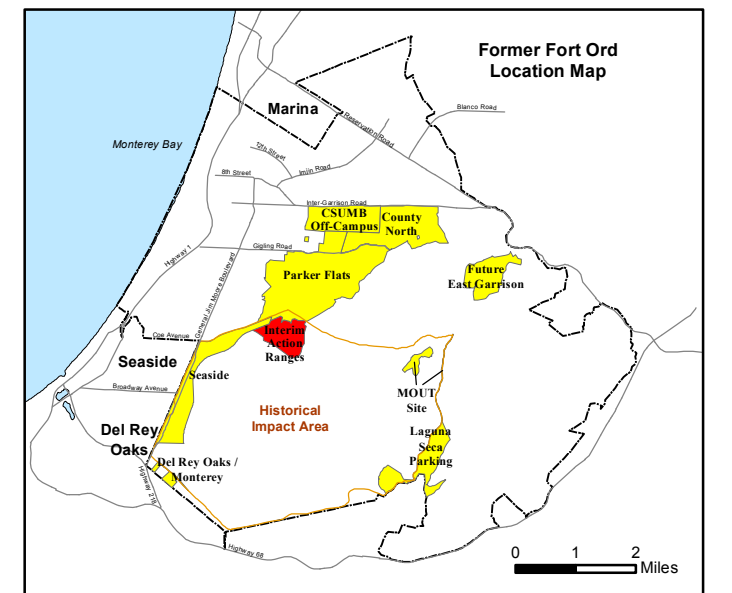 Former Fort Ord
Location Map
Marina
Blanco Road
Reservation Road
Monterey Bay
12th Street
Imjin Road
8th Street
Inter-Garrison Road
CSUMB
Off-Campus
County
North
Highway 1
Gigling Road
General Jim Moore Boulevard
Parker Flats
Future
East Garrison
Coe Avenue
Interim
Action
Ranges
Seaside
Seaside
Broadway Avenue
MOUT
Site
Historical
Impact Area
Del Rey
Oaks
Laguna
Seca
Parking
Del Rey Oaks /
Monterey
Highway 218
Highway 68
0 1 2
Miles